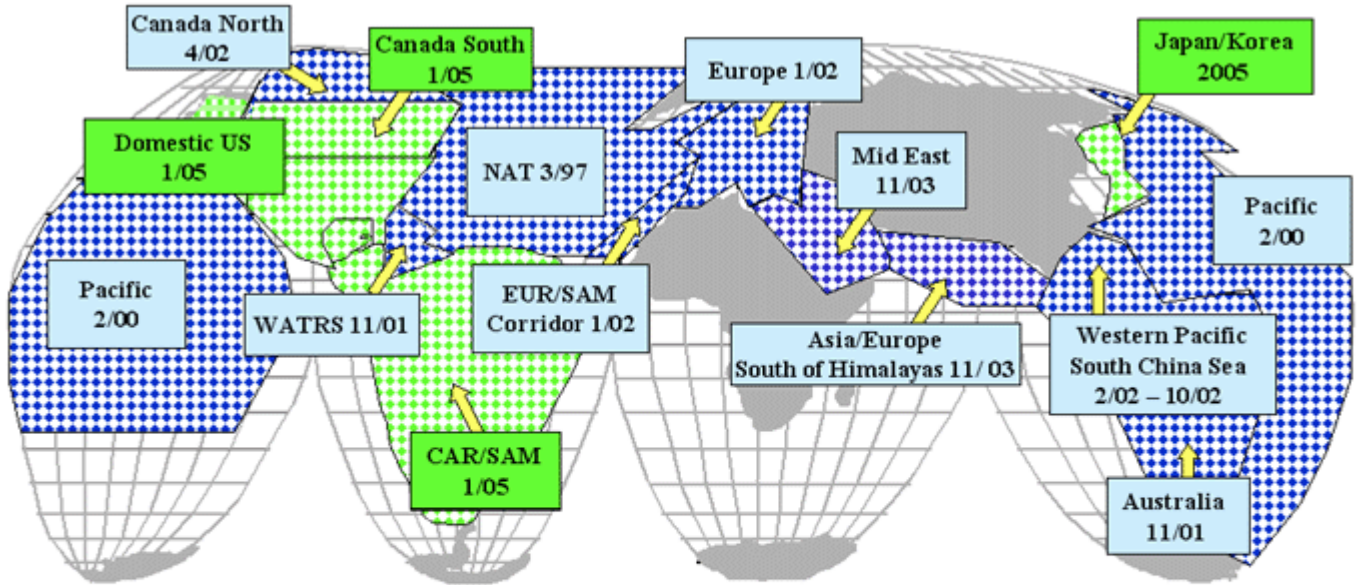 Canada North
4/02
Canada South
1/05
Europe 1/02
Japan/Korea
2005
Domestic US
1/05
NAT 3/97
Mid East
11/03
Pacific
2/00
Pacific
2/00
WATRS 11/01
EUR/SAM
Corridor 1/02
Asia/Europe
South of Himalayas 11/ 03
Western Pacific
South China Sea
2/02 – 10/02
CAR/SAM
1/05
Australia
11/01